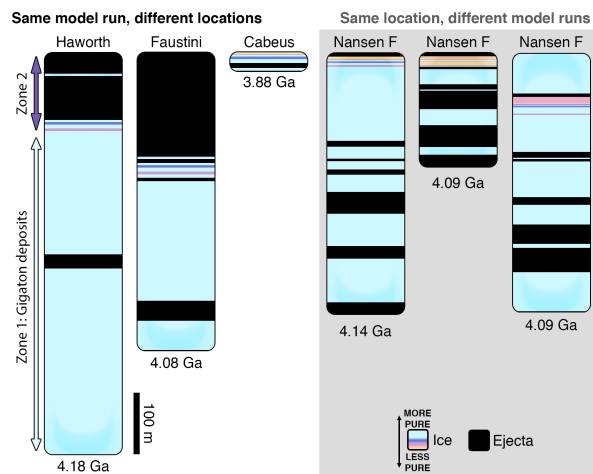 Same model run, different locations
Same location, different model runs
Haworth
Faustini
Cabeus
Nansen F
Nansen F
Nansen F
Zone 2
Zone 1: Gigaton deposits
3.88 Ga
4.09 Ga
4.14 Ga
4.09 Ga
4.08 Ga
4.18 Ga
100 m
MORE
PURE
Ice
Ejecta
LESS
PURE